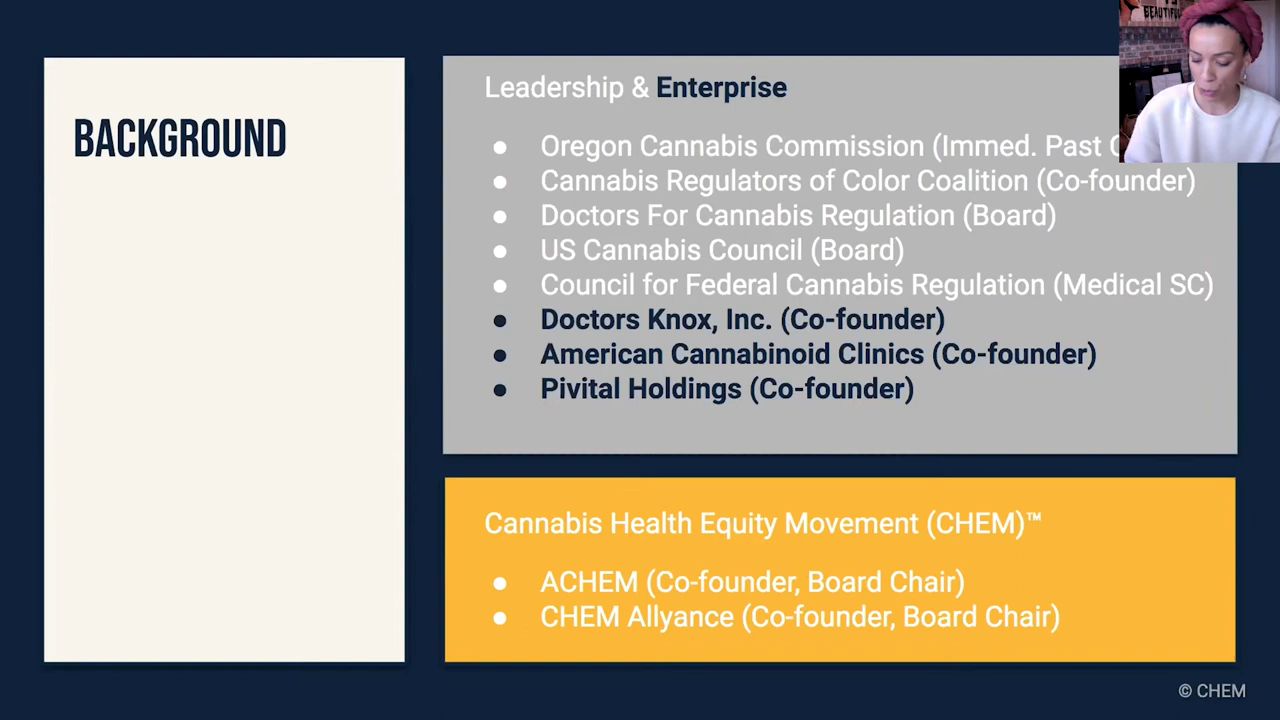 BACKGROUND
Leadership & Enterprise
● Oregon Cannabis Commission (Immed. Past
● Cannabis Regulators of Color Coalition (Co-founder)
● Doctors For Cannabis Regulation (Board)
● US Cannabis Council (Board)
● Council for Federal Cannabis Regulation (Medical SC)
● Doctors Knox, Inc. (Co-founder)
● American Cannabinoid Clinics (Co-founder)
● Pivital Holdings (Co-founder)
Cannabis Health Equity Movement (CHEM)™
● ACHEM (Co-founder, Board Chair)
● CHEM Allyance (Co-founder, Board Chair)
© CHEM